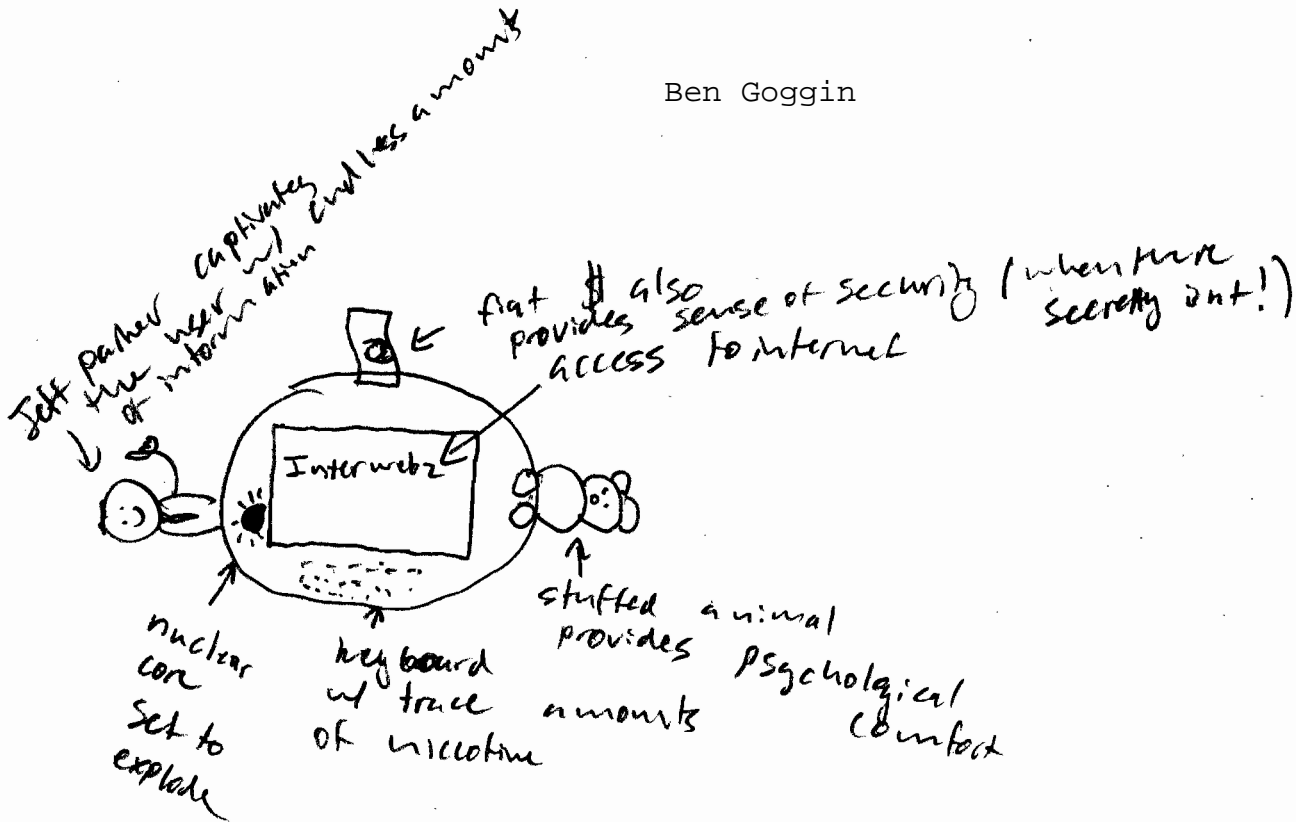 Ben Goggin
Jeff parker captivates
the user w/ endless amounts
of information
fiat $ also
provides sense of security (when there
secretly isnt!)
access to internet
Interwebz
nuclear
core
set to
explode
keyboard
w/ trace amounts
of niccotine
stuffed animal
provides
psychological
comfort